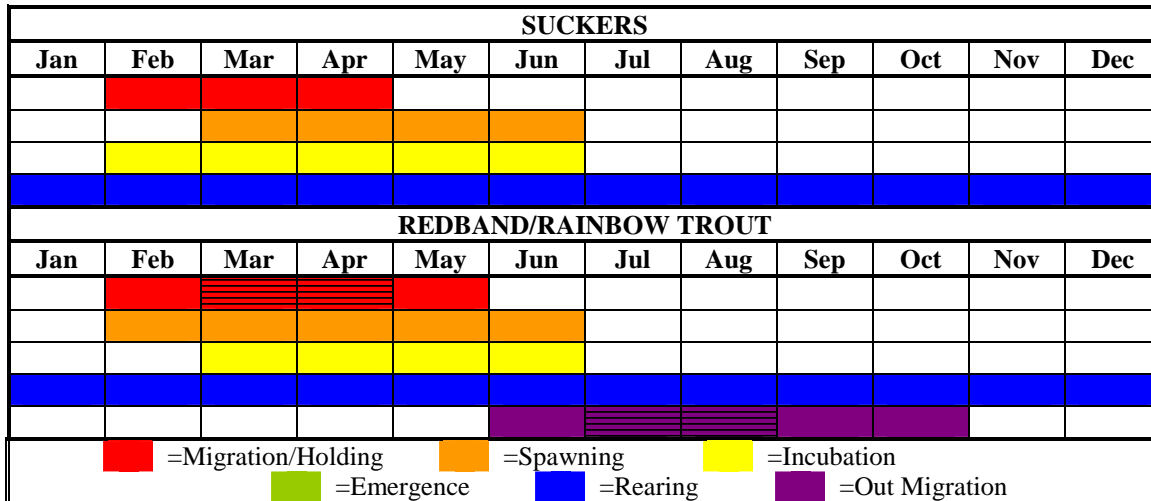 SUCKERS
Jan Feb Mar Apr May Jun Jul Aug Sep Oct Nov Dec
REDBAND/RAINBOW TROUT
Jan Feb Mar Apr May Jun Jul Aug Sep Oct Nov Dec
=Migration/Holding =Spawning =Incubation
=Emergence =Rearing =Out Migration